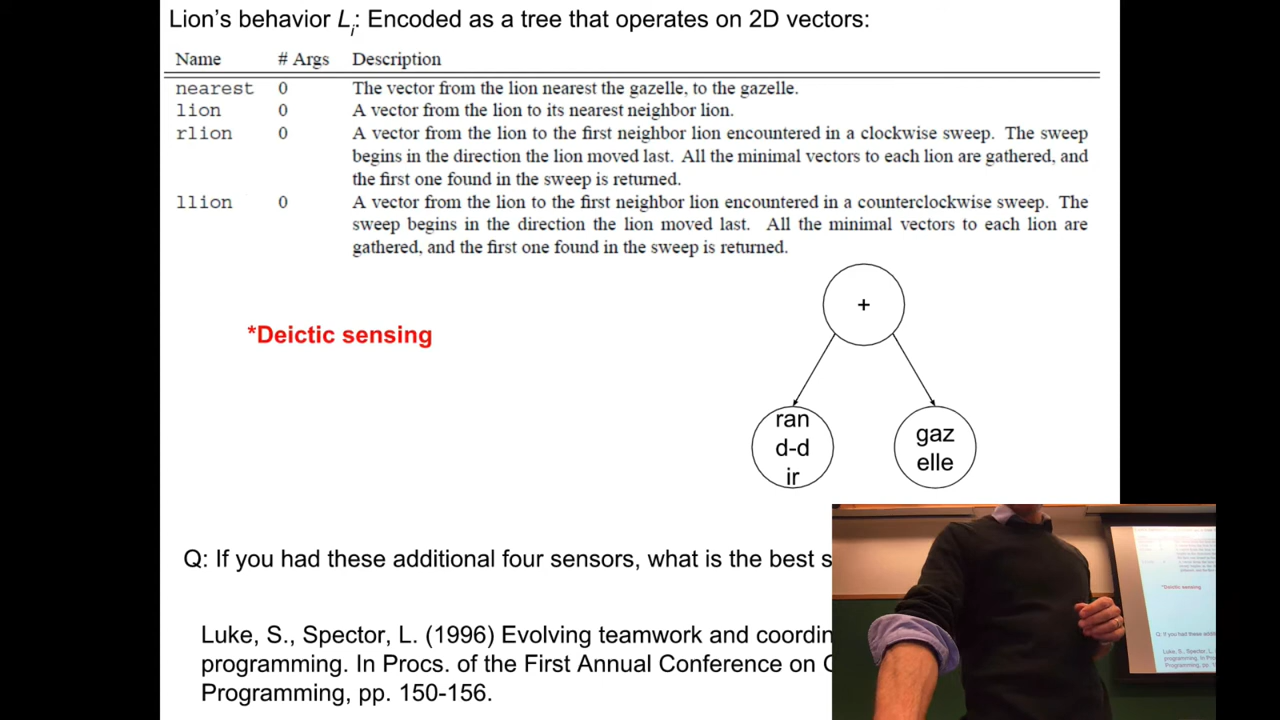 Lion's behavior Li: Encoded as a tree that operates on 2D vectors:
Name # Args Description
nearest 0 The vector from the lion nearest the gazelle, to the gazelle.
lion 0 A vector from the lion to its nearest neighbor lion.
rlion 0 A vector from the lion to the first neighbor lion encountered in a clockwise sweep. The sweep
begins in the direction the lion moved last. All the minimal vectors to each lion are gathered, and
the first one found in the sweep is returned.
llion 0 A vector from the lion to the first neighbor lion encountered in a counterclockwise sweep. The
sweep begins in the direction the lion moved last. All the minimal vectors to each lion are
gathered, and the first one found in the sweep is returned.
+
*Deictic sensing
ran
d-d
ir
gaz
elle
Q: If you had these additional four sensors, what is the best s
Luke, S., Spector, L. (1996) Evolving teamwork and coordin
programming. In Procs. of the First Annual Conference on
Programming, pp. 150-156.
*Deictic sensing
Q: If you had these addit